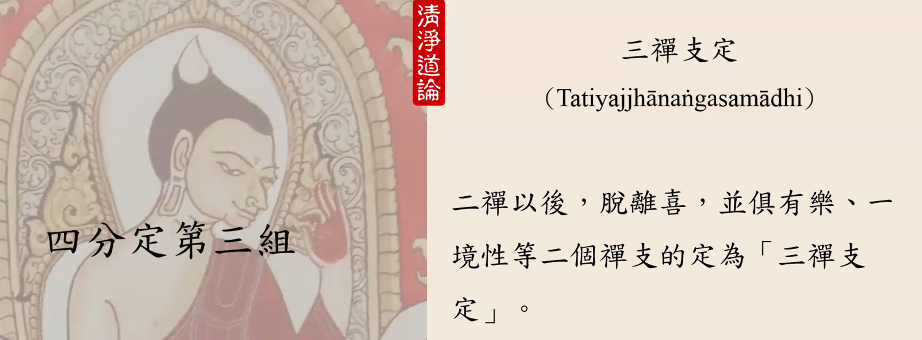 四分定第三組
清淨道論
三禪支定
（Tatiyajjhānaṅgasamādhi）
二禪以後，脫離喜，並俱有樂、一
境性等二個禪支的定為「三禪支
定」。